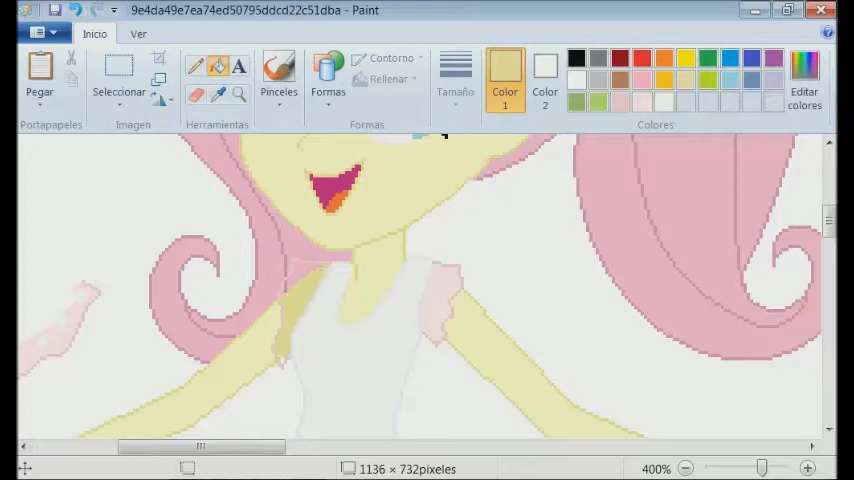 9e4da49e7ea74ed50795ddcd22c51dba - Paint
Inicio Ver
Pegar
Seleccionar
A
Pinceles
Formas
Contorno
Rellenar
Tamaño
Color 1
Color 2
Editar colores
Portapapeles Imagen Herramientas Formas Colores
1136 × 732píxeles 400%